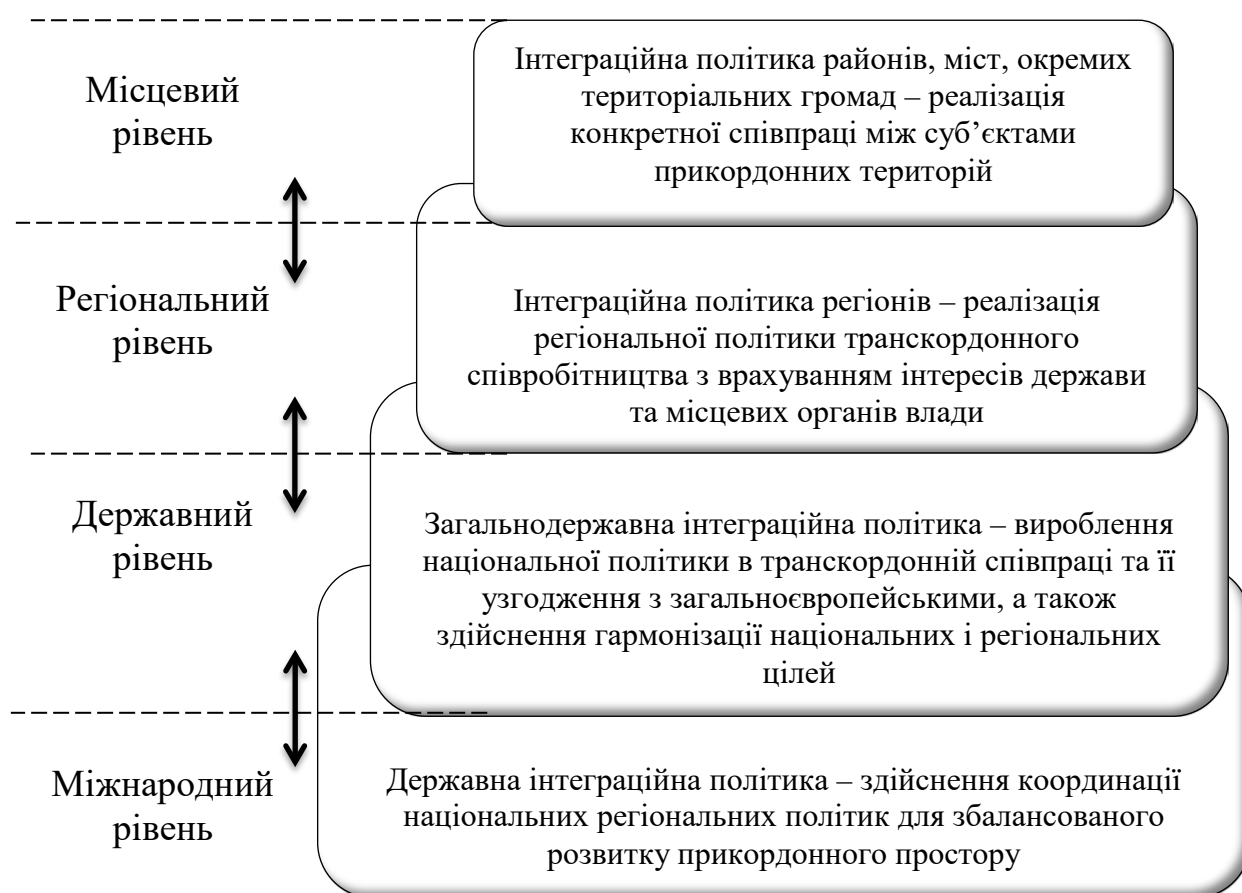 Місцевий
рівень
Інтеграційна політика районів, міст, окремих
територіальних громад – реалізація
конкретної співпраці між суб’єктами
прикордонних територій
Регіональний
рівень
Інтеграційна політика регіонів – реалізація
регіональної політики транскордонного
співробітництва з врахуванням інтересів держави
та місцевих органів влади
Державний
рівень
Загальнодержавна інтеграційна політика – вироблення
національної політики в транскордонній співпраці та її
узгодження з загальноєвропейськими, а також
здійснення гармонізації національних і регіональних
цілей
Міжнародний
рівень
Державна інтеграційна політика – здійснення координації
національних регіональних політик для збалансованого
розвитку прикордонного простору